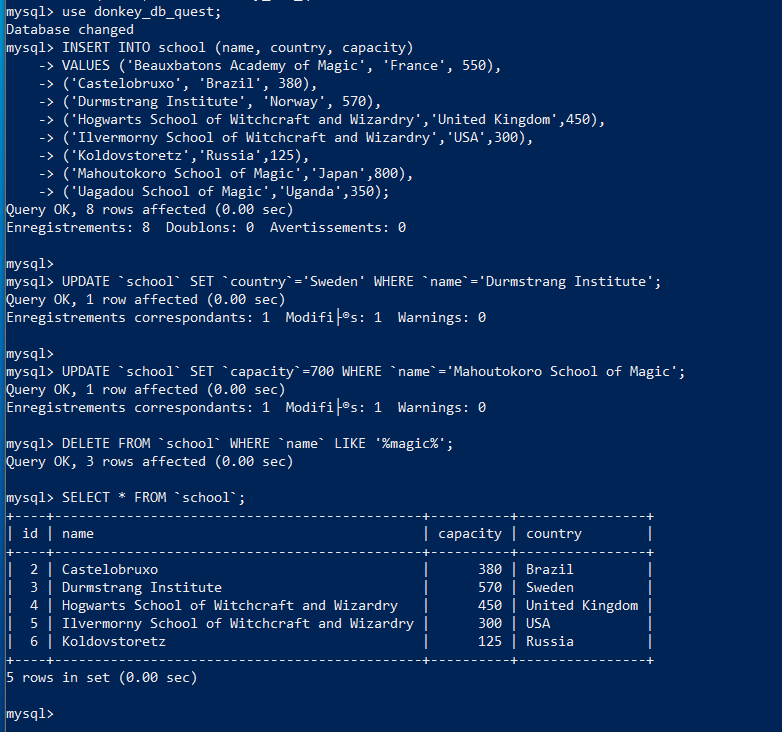 mysql> use donkey_db_quest;
Database changed
mysql> INSERT INTO school (name, country, capacity)
    -> VALUES ('Beauxbatons Academy of Magic', 'France', 550),
    -> ('Castelobruxo', 'Brazil', 380),
    -> ('Durmstrang Institute', 'Norway', 570),
    -> ('Hogwarts School of Witchcraft and Wizardry','United Kingdom',450),
    -> ('Ilvermorny School of Witchcraft and Wizardry','USA',300),
    -> ('Koldovstoretz','Russia',125),
    -> ('Mahoutokoro School of Magic','Japan',800),
    -> ('Uagadou School of Magic','Uganda',350);
Query OK, 8 rows affected (0.00 sec)
Enregistrements: 8  Doublons: 0  Avertissements: 0

mysql>
mysql> UPDATE `school` SET `country`='Sweden' WHERE `name`='Durmstrang Institute';
Query OK, 1 row affected (0.00 sec)
Enregistrements correspondants: 1  Modifi├®s: 1  Warnings: 0

mysql>
mysql> UPDATE `school` SET `capacity`=700 WHERE `name`='Mahoutokoro School of Magic';
Query OK, 1 row affected (0.00 sec)
Enregistrements correspondants: 1  Modifi├®s: 1  Warnings: 0

mysql> DELETE FROM `school` WHERE `name` LIKE '%magic%';
Query OK, 3 rows affected (0.00 sec)

mysql> SELECT * FROM `school`;
+----+----------------------------------------------+----------+----------------+
| id | name                                         | capacity | country        |
+----+----------------------------------------------+----------+----------------+
|  2 | Castelobruxo                                 |      380 | Brazil         |
|  3 | Durmstrang Institute                         |      570 | Sweden         |
|  4 | Hogwarts School of Witchcraft and Wizardry   |      450 | United Kingdom |
|  5 | Ilvermorny School of Witchcraft and Wizardry |      300 | USA            |
|  6 | Koldovstoretz                                |      125 | Russia         |
+----+----------------------------------------------+----------+----------------+
5 rows in set (0.00 sec)

mysql>